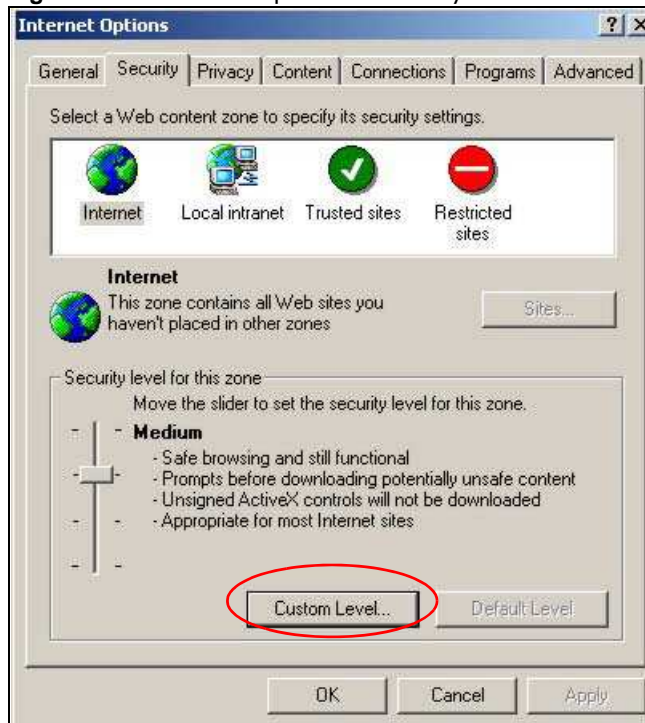 Internet Options
General Security Privacy Content Connections Programs Advanced
Select a Web content zone to specify its security settings.
Internet Local intranet Trusted sites Restricted sites
Internet
This zone contains all Web sites you
haven't placed in other zones
Sites...
Security level for this zone
Move the slider to set the security level for this zone.
Medium
- Safe browsing and still functional
- Prompts before downloading potentially unsafe content
- Unsigned ActiveX controls will not be downloaded
- Appropriate for most Internet sites
Custom Level... Default Level
OK Cancel Apply